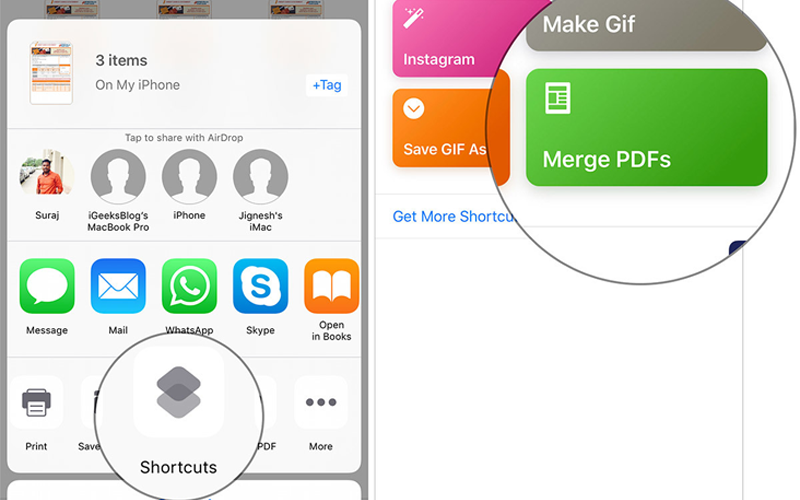 3 items
On My iPhone
+Tag
Tap to share with AirDrop
Suraj
iGeeksBlog's
MacBook Pro
iPhone
Jignesh's
iMac
Message
Mail
WhatsApp
Skype
Open
in Books
Print
Save
Shortcuts
PDF
More
Instagram
Save GIF As
Get More Shortcu
Make Gif
Merge PDFs